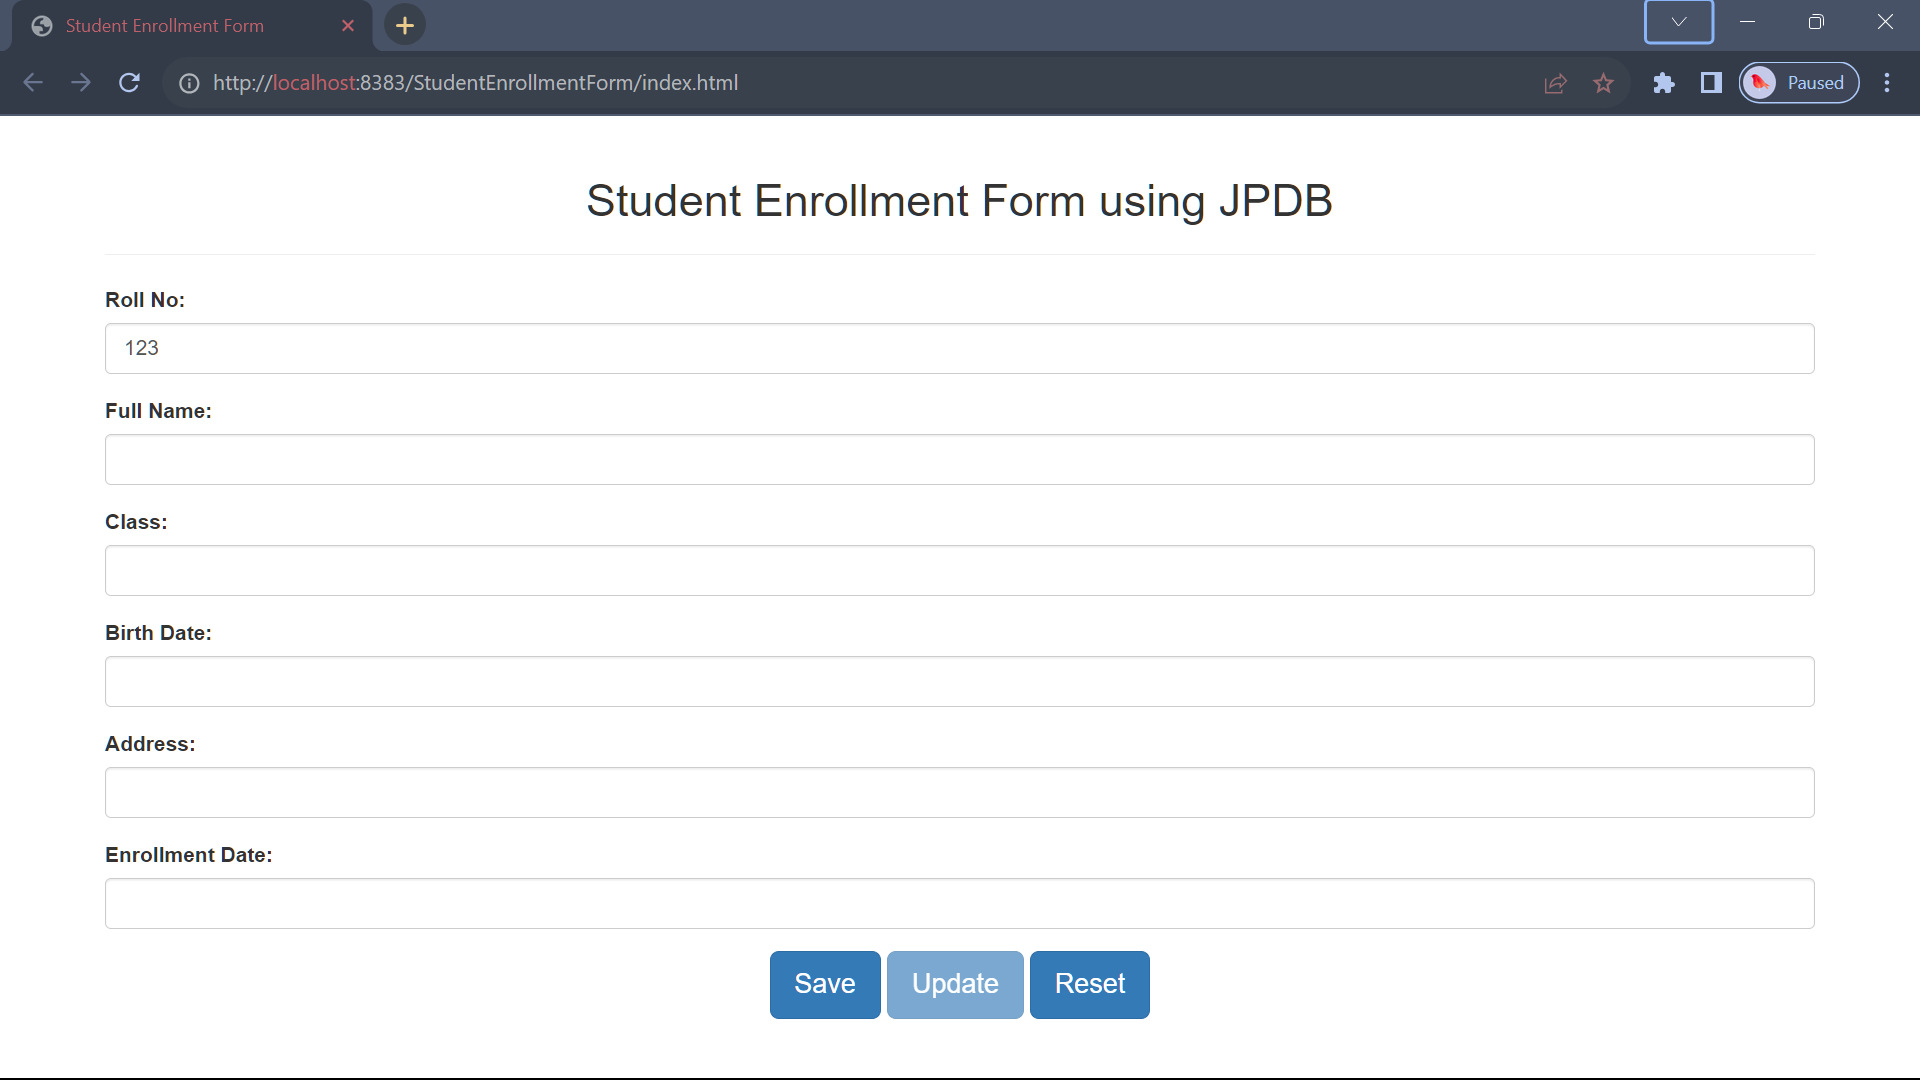 Student Enrollment Form
http://localhost:8383/StudentEnrollmentForm/index.html
Paused
Student Enrollment Form using JPDB
Roll No:
123
Full Name:
Class:
Birth Date:
Address:
Enrollment Date:
Save Update Reset